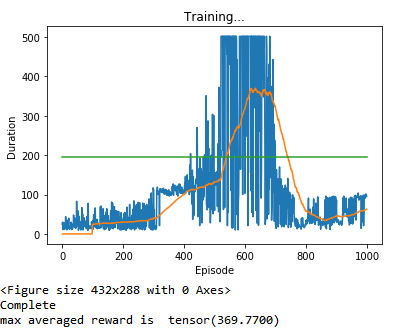 Training...
500
400
300
200
100
0
Duration
0
200
400
600
800
1000
Episode
<Figure size 432x288 with 0 Axes>
Complete
max averaged reward is  tensor(369.7700)